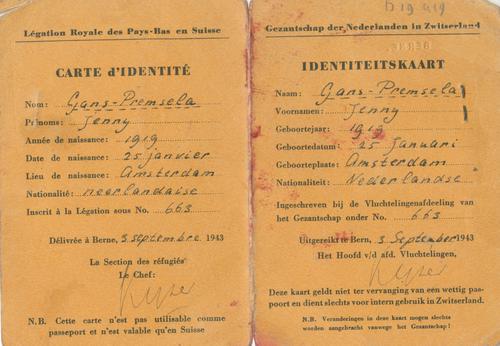 Légation Royale des Pays-Bas en Suisse
CARTE d'IDENTITÉ
Nom: Gans-Premsela
Prénoms: Jenny
Année de naissance: 1919
Date de naissance: 25 janvier
Lieu de naissance: Amsterdam
Nationalité: neerlandaise
Inscrit à la Légation sous No. 663
Délivrée à Berne, 3 septembre 1943
La Section des réfugiés
Le Chef:
N.B. Cette carte n'est pas utilisable comme
passeport et n'est valable qu'en Suisse
D 19 a 19
Gezantschap der Nederlanden in Zwitserland
IDENTITEITSKAART
Naam: Gans-Premsela
Voornamen: Jenny
Geboortejaar: 1919
Geboortedatum: 25 Januari
Geboorteplaats: Amsterdam
Nationaliteit: Nederlandse
Ingeschreven bij de Vluchtelingenafdeeling van
het Gezantschap onder No. 663
Uitgereikt te Bern, 3 September 1943
Het Hoofd v/d afd. Vluchtelingen,
Deze kaart geldt niet ter vervanging van een wettig pas-
poort en dient slechts voor intern gebruik in Zwitserland.
N.B. Veranderingen in deze kaart mogen slechts
worden aangebracht vanwege het Gezantschap!